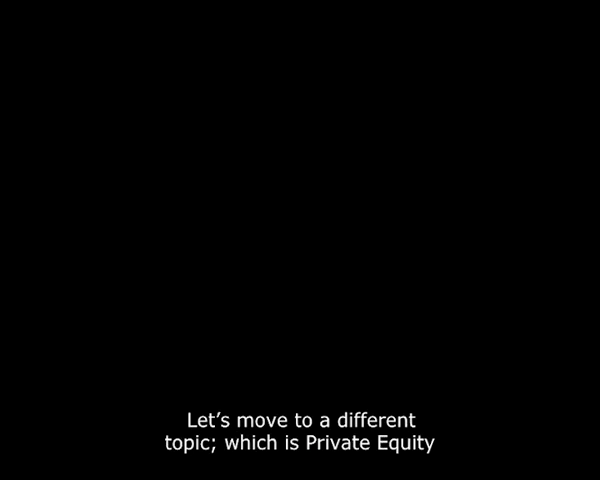 Let’s move to a different
topic; which is Private Equity